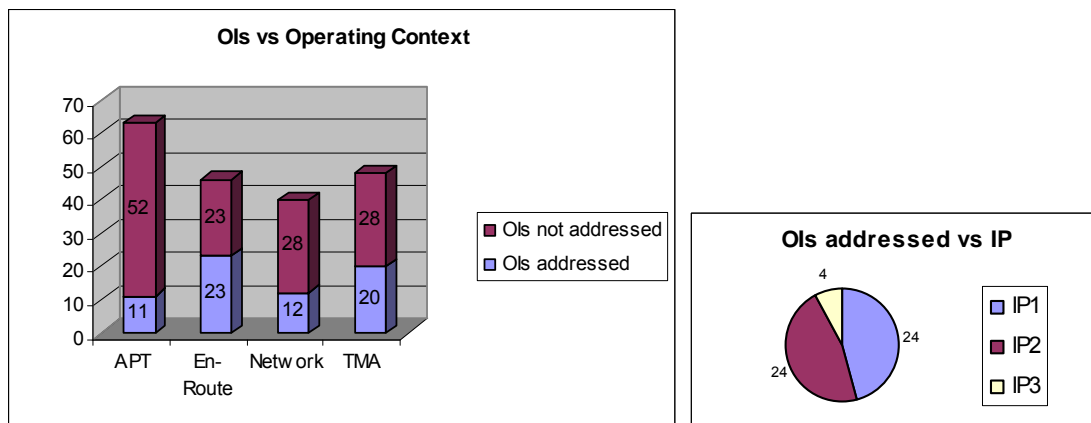 OIs vs Operating Context
70
60
50
40
30
20
10
0
52
23
28
28
11
23
12
20
APT
En-
Route
Network
TMA
OIs not addressed
OIs addressed
OIs addressed vs IP
4
24
24
IP1
IP2
IP3